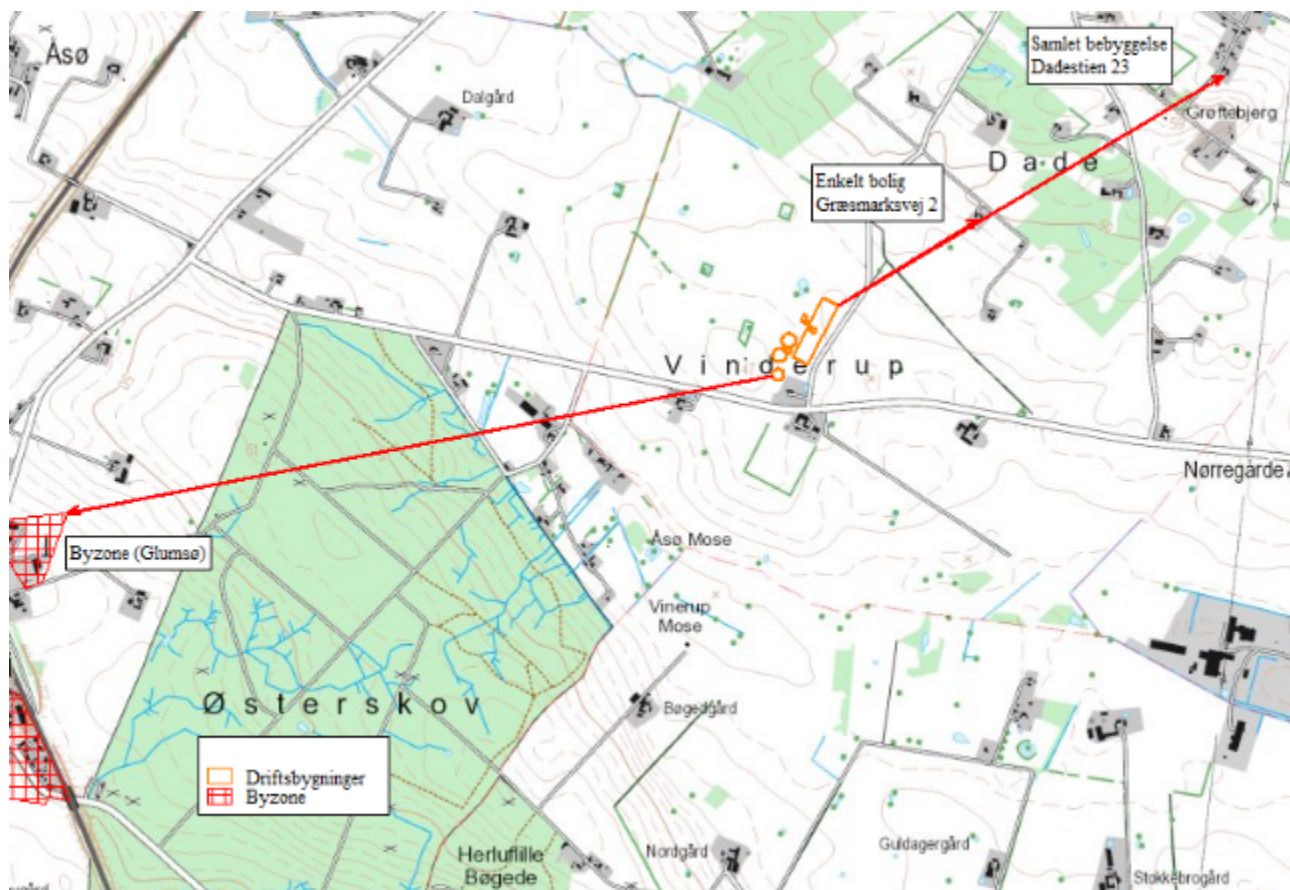 Åsø
Dalgård
Samlet bebyggelse
Dadestien 23
Grøftebjerg
Dade
Enkelt bolig
Græsmarksvej 2
Vinderup
Nørregårde
Byzone (Glumsø)
Åsø Mose
Vinerup
Mose
Østerskov
Bøgedgård
Driftsbygninger
Byzone
Herluflille
Bøgede
Nordgård
Guldagergård
Stokkebrogård